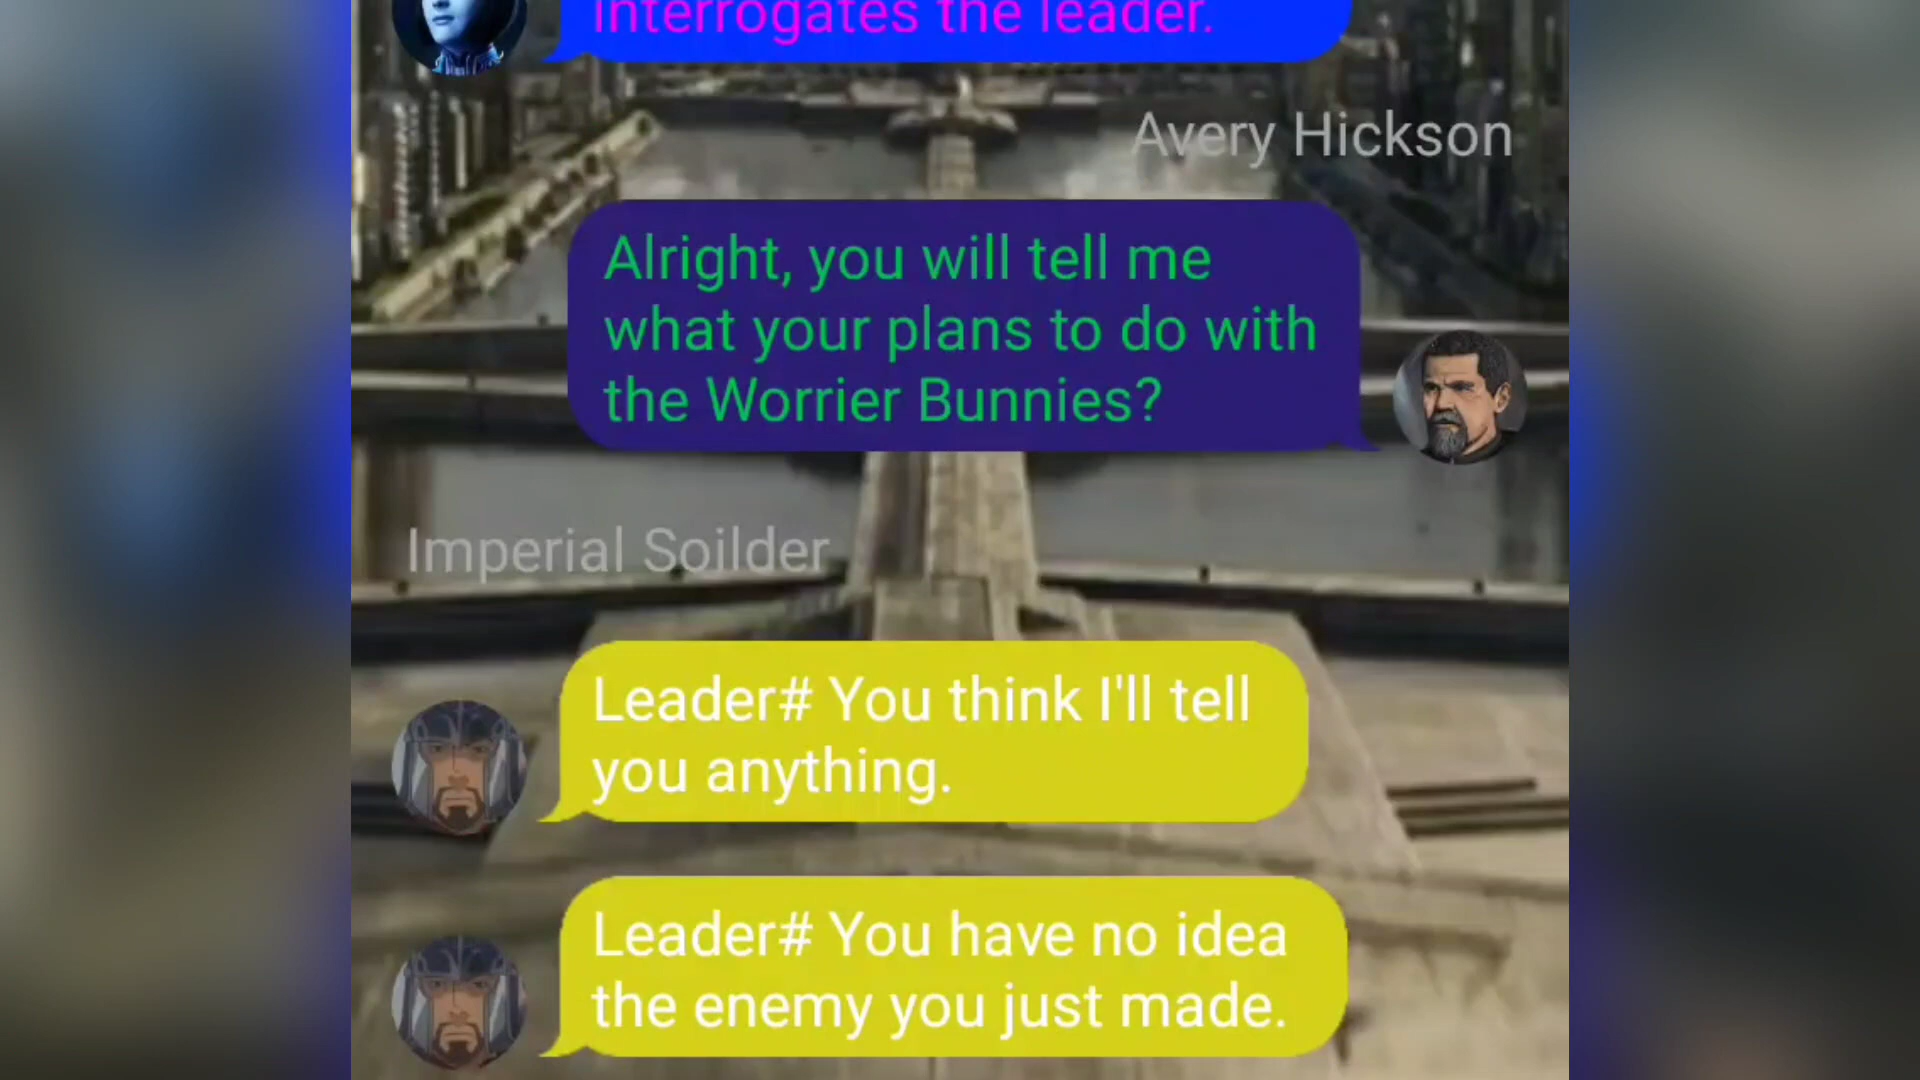 Interrogates the leader.
Avery Hickson
Alright, you will tell me
what your plans to do with
the Worrier Bunnies?
Imperial Soilder
Leader# You think I'll tell
you anything.
Leader# You have no idea
the enemy you just made.